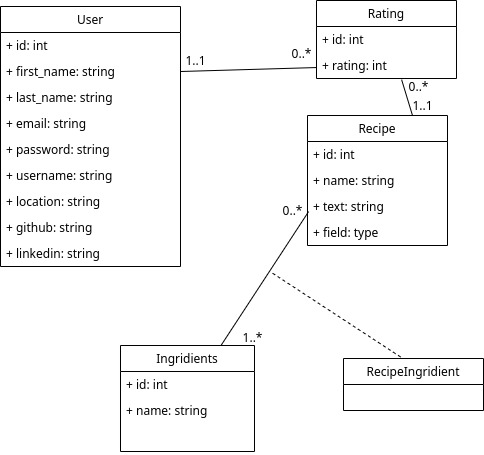 User
+ id: int
+ first_name: string
+ last_name: string
+ email: string
+ password: string
+ username: string
+ location: string
+ github: string
+ linkedin: string
1..1
0..*
Rating
+ id: int
+ rating: int
0..*
1..1
Recipe
+ id: int
+ name: string
+ text: string
+ field: type
0..*
1..*
Ingridients
+ id: int
+ name: string
RecipeIngridient